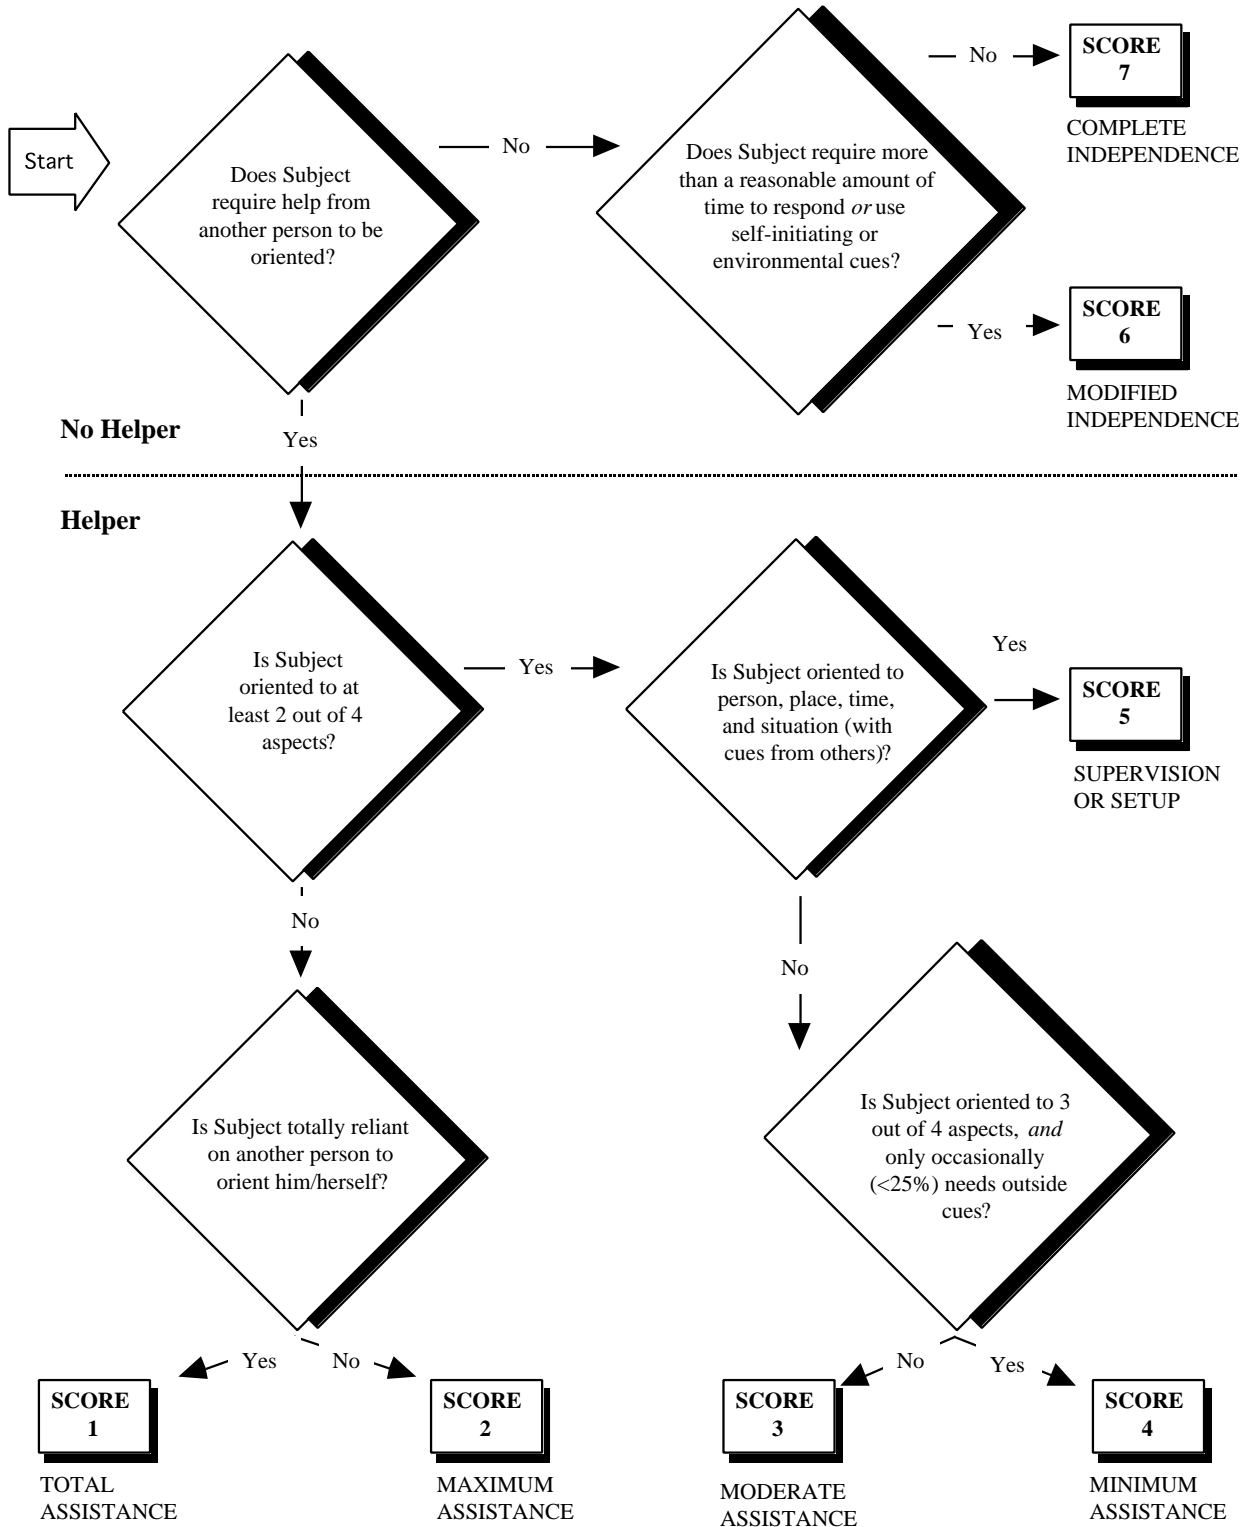 Start
Does Subject
require help from
another person to be
oriented?
No
Does Subject require more
than a reasonable amount of
time to respond or use
self-initiating or
environmental cues?
No
SCORE
7
COMPLETE
INDEPENDENCE
Yes
SCORE
6
MODIFIED
INDEPENDENCE
No Helper
Yes
Helper
Is Subject
oriented to at
least 2 out of 4
aspects?
Yes
Is Subject oriented to
person, place, time,
and situation (with
cues from others)?
Yes
SCORE
5
SUPERVISION
OR SETUP
No
No
Is Subject totally reliant
on another person to
orient him/herself?
Is Subject oriented to 3
out of 4 aspects, and
only occasionally
(<25%) needs outside
cues?
Yes
No
No
Yes
SCORE
1
TOTAL
ASSISTANCE
SCORE
2
MAXIMUM
ASSISTANCE
SCORE
3
MODERATE
ASSISTANCE
SCORE
4
MINIMUM
ASSISTANCE